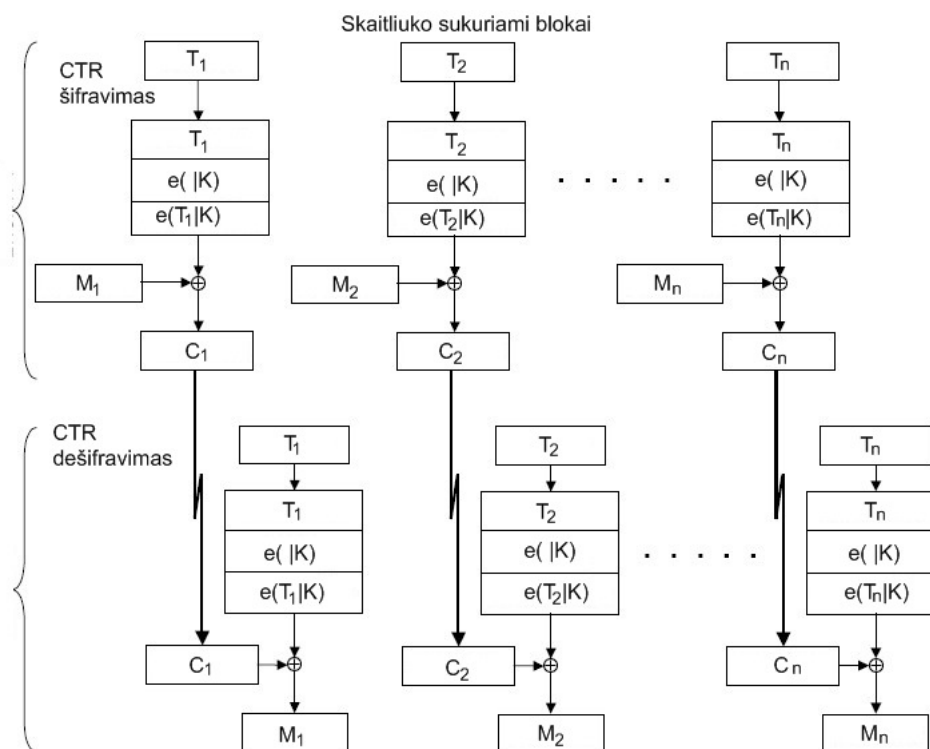 Skaitliuko sukuriami blokai
CTR
šifravimas
T₁ T₂ Tₙ
T₁ T₂ Tₙ
e( |K) e( |K) e( |K)
e(T₁|K) e(T₂|K) e(Tₙ|K)
M₁ M₂ Mₙ
C₁ C₂ Cₙ
CTR
dešifravimas
T₁ T₂ Tₙ
T₁ T₂ Tₙ
e( |K) e( |K) e( |K)
e(T₁|K) e(T₂|K) e(Tₙ|K)
C₁ C₂ Cₙ
M₁ M₂ Mₙ